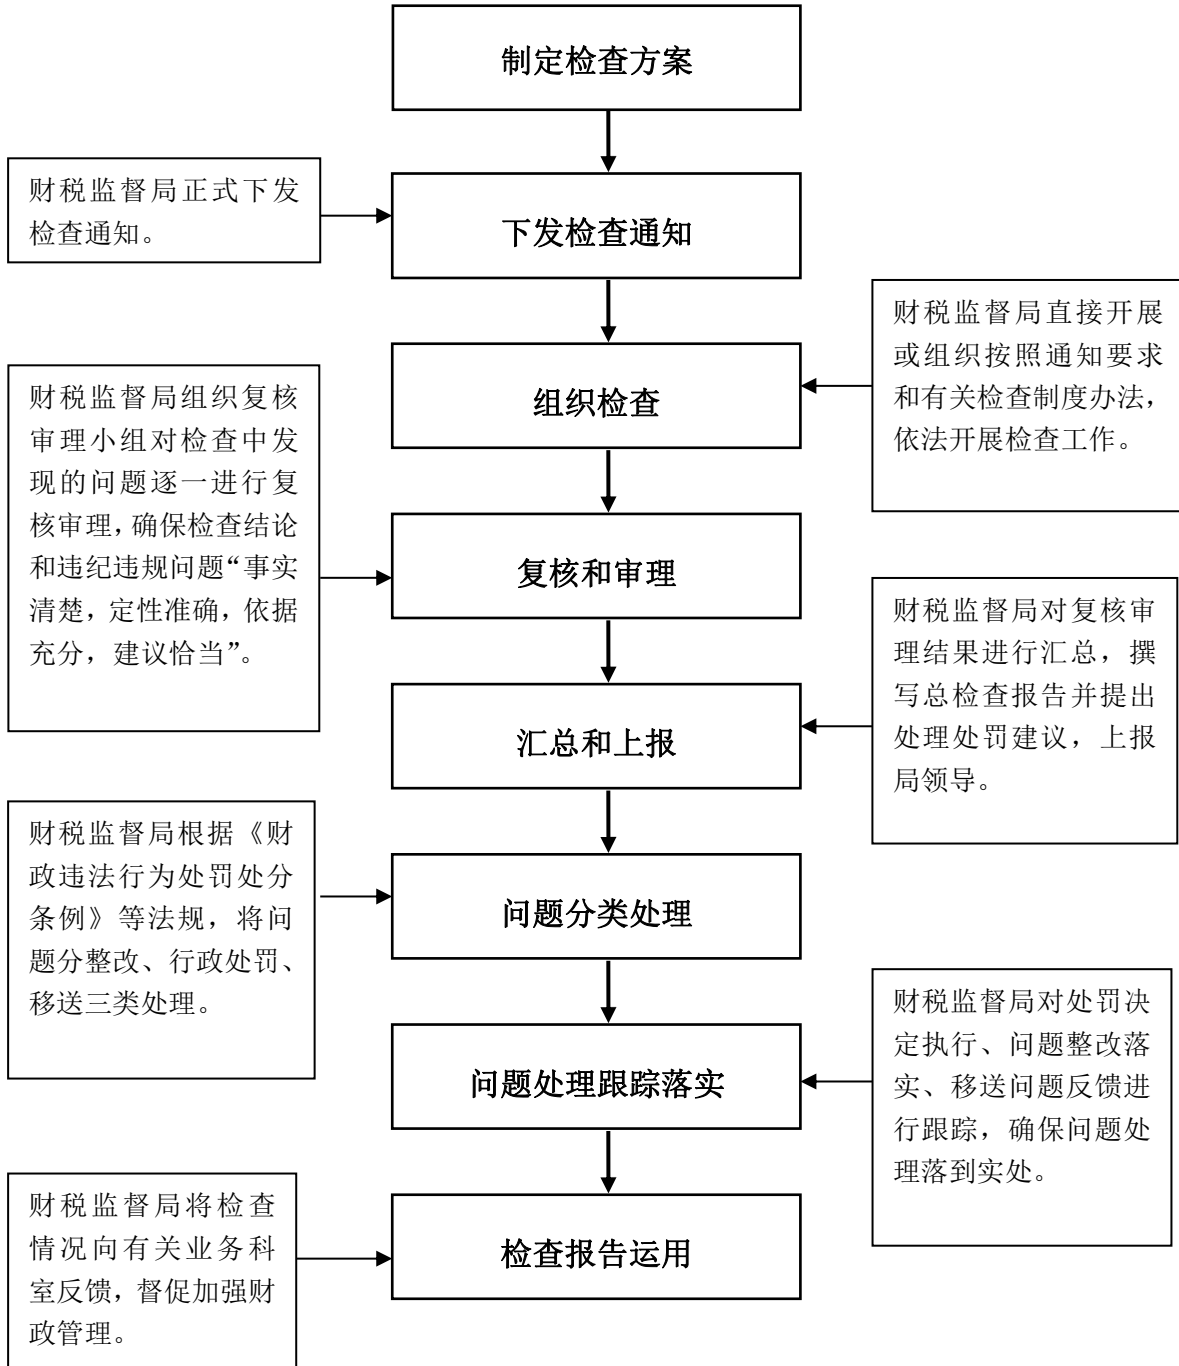 制定检查方案
财税监督局正式下发
检查通知。
下发检查通知
财税监督局直接开展
或组织按照通知要求
和有关检查制度办法，
依法开展检查工作。
组织检查
财税监督局组织复核
审理小组对检查中发
现的问题逐一进行复
核审理，确保检查结论
和违纪违规问题“事实
清楚，定性准确，依据
充分，建议恰当”。
复核和审理
财税监督局对复核审
理结果进行汇总，撰
写总检查报告并提出
处理处罚建议，上报
局领导。
汇总和上报
财税监督局根据《财
政违法行为处罚处分
条例》等法规，将问
题分整改、行政处罚、
移送三类处理。
问题分类处理
财税监督局对处罚决
定执行、问题整改落
实、移送问题反馈进
行跟踪，确保问题处
理落到实处。
问题处理跟踪落实
财税监督局将检查
情况向有关业务科
室反馈，督促加强财
政管理。
检查报告运用